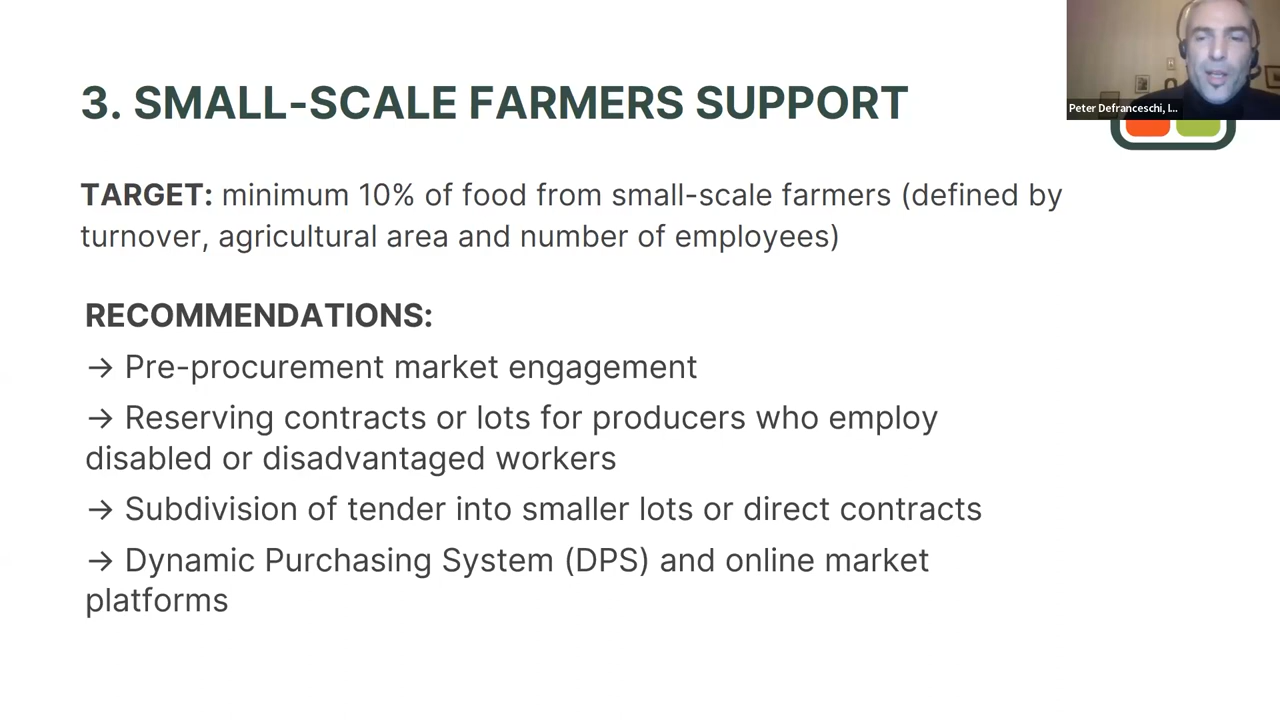 3. SMALL-SCALE FARMERS SUPPORT
Peter Defranceschi, I...
TARGET: minimum 10% of food from small-scale farmers (defined by
turnover, agricultural area and number of employees)
RECOMMENDATIONS:
→ Pre-procurement market engagement
→ Reserving contracts or lots for producers who employ
disabled or disadvantaged workers
→ Subdivision of tender into smaller lots or direct contracts
→ Dynamic Purchasing System (DPS) and online market
platforms